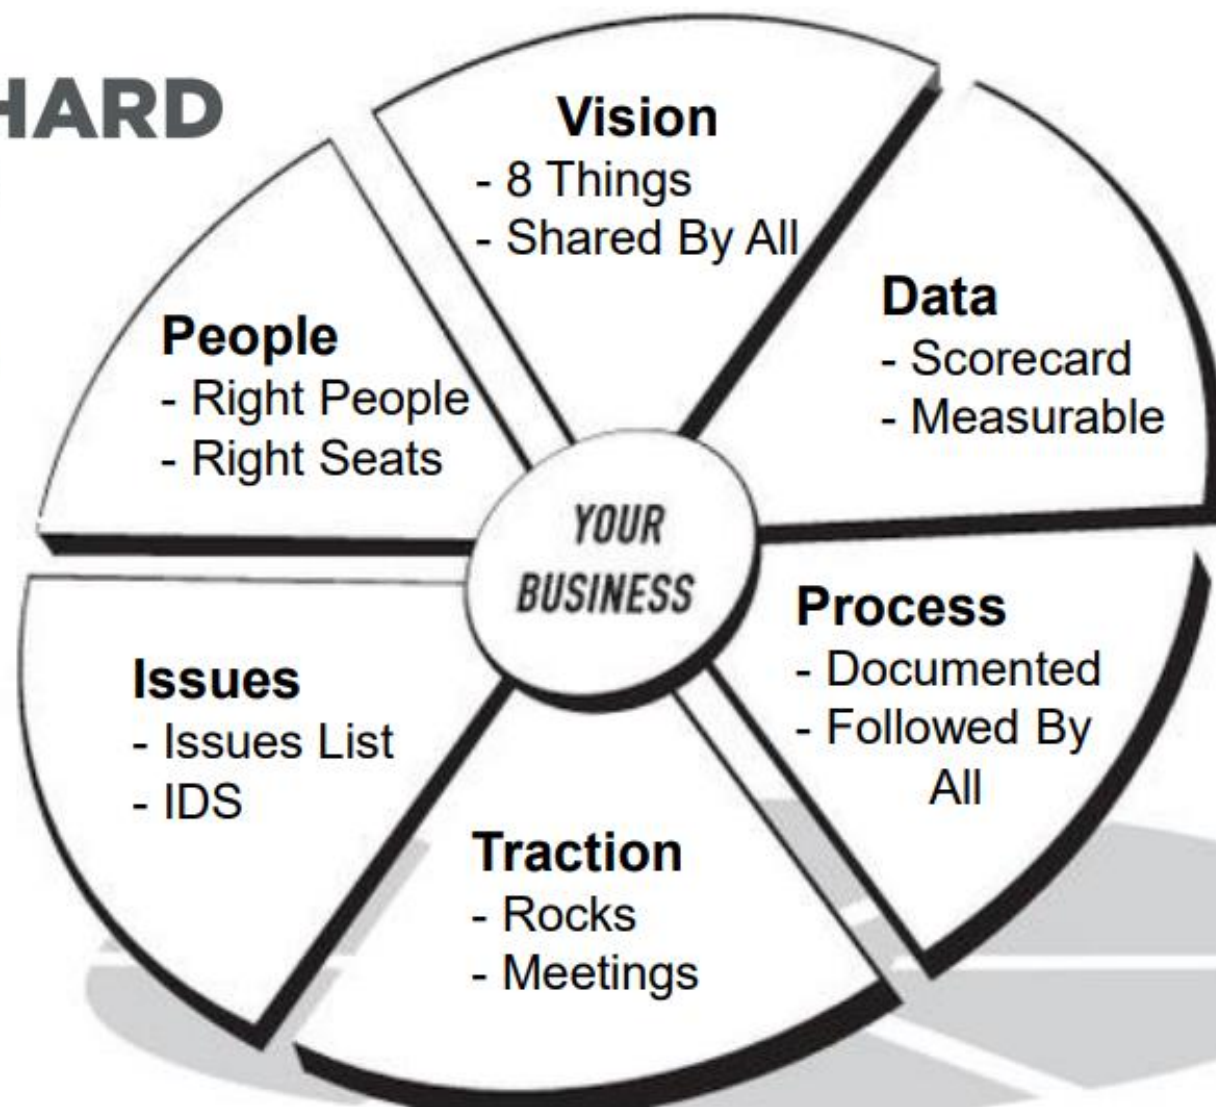 HARD
Vision
- 8 Things
- Shared By All
Data
- Scorecard
- Measurable
People
- Right People
- Right Seats
YOUR
BUSINESS
Process
- Documented
- Followed By
All
Issues
- Issues List
- IDS
Traction
- Rocks
- Meetings